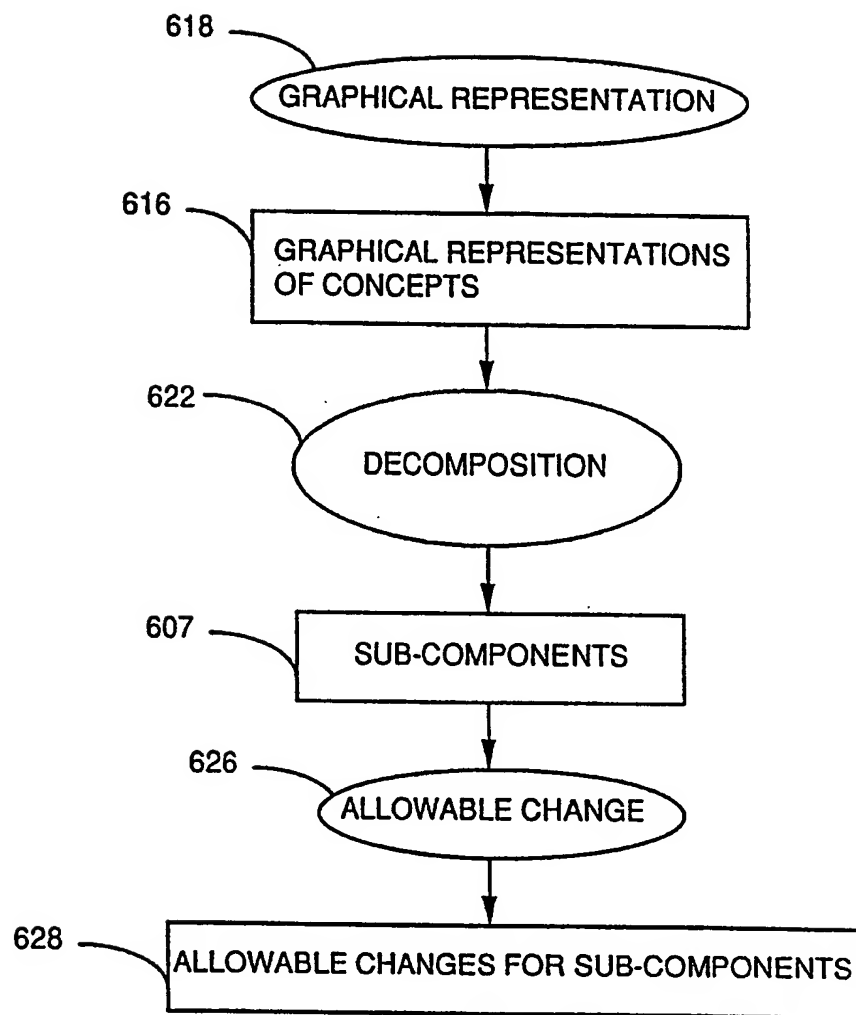 618
GRAPHICAL REPRESENTATION
616
GRAPHICAL REPRESENTATIONS
OF CONCEPTS
622
DECOMPOSITION
607
SUB-COMPONENTS
626
ALLOWABLE CHANGE
628
ALLOWABLE CHANGES FOR SUB-COMPONENTS